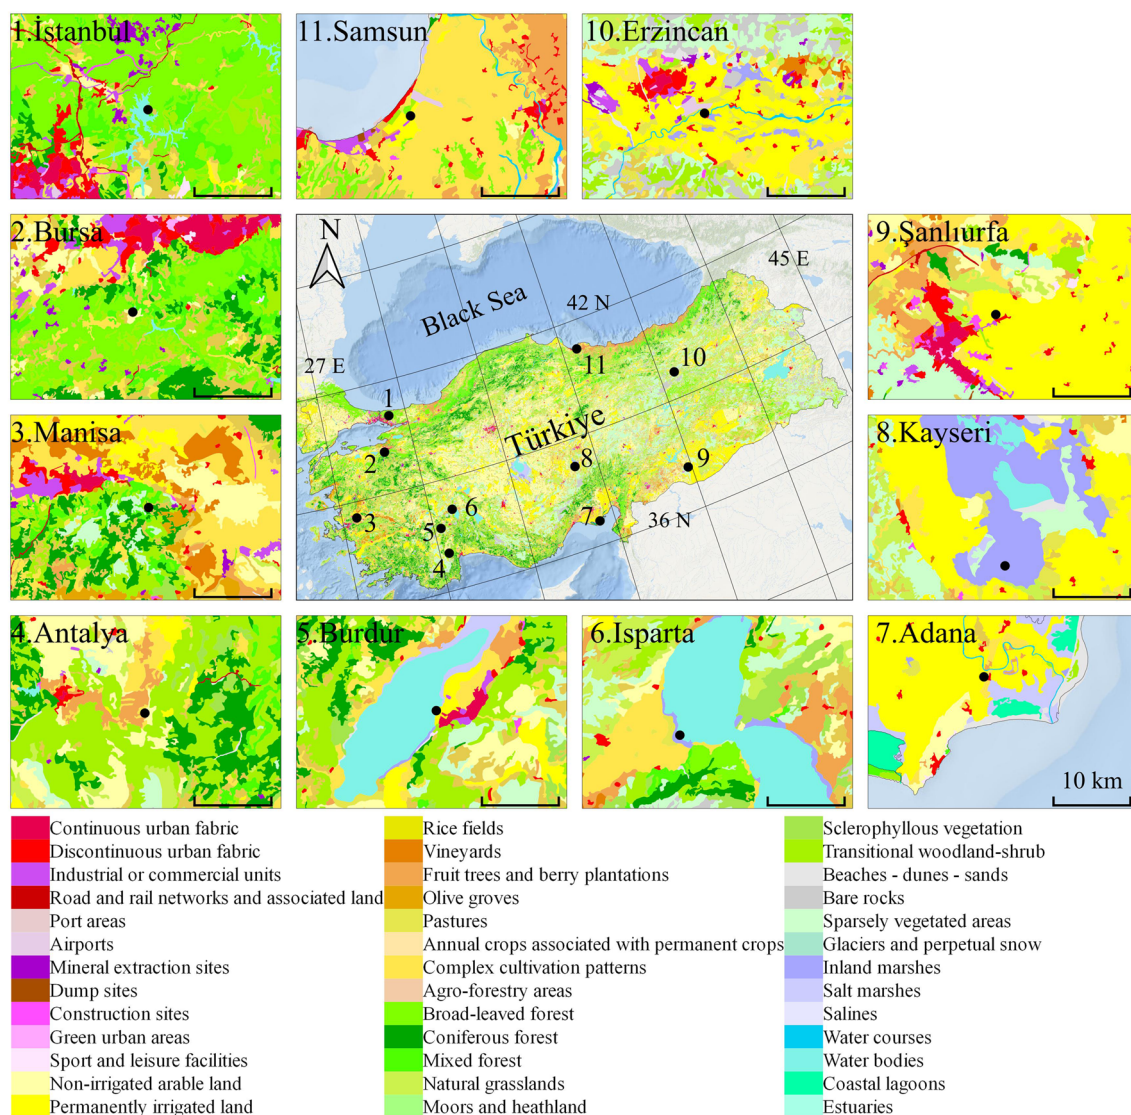 1.İstanbul
11.Samsun
10.Erzincan
2.Bursa
N
Black Sea
42 N
45 E
27 E
9.Şanlıurfa
1
11
10
Türkiye
2
8
9
3.Manisa
8.Kayseri
3
5
6
7
36 N
4
4.Antalya
5.Burdur
6.Isparta
7.Adana
10 km
Continuous urban fabric
Discontinuous urban fabric
Industrial or commercial units
Road and rail networks and associated land
Port areas
Airports
Mineral extraction sites
Dump sites
Construction sites
Green urban areas
Sport and leisure facilities
Non-irrigated arable land
Permanently irrigated land
Rice fields
Vineyards
Fruit trees and berry plantations
Olive groves
Pastures
Annual crops associated with permanent crops
Complex cultivation patterns
Agro-forestry areas
Broad-leaved forest
Coniferous forest
Mixed forest
Natural grasslands
Moors and heathland
Sclerophyllous vegetation
Transitional woodland-shrub
Beaches - dunes - sands
Bare rocks
Sparsely vegetated areas
Glaciers and perpetual snow
Inland marshes
Salt marshes
Salines
Water courses
Water bodies
Coastal lagoons
Estuaries